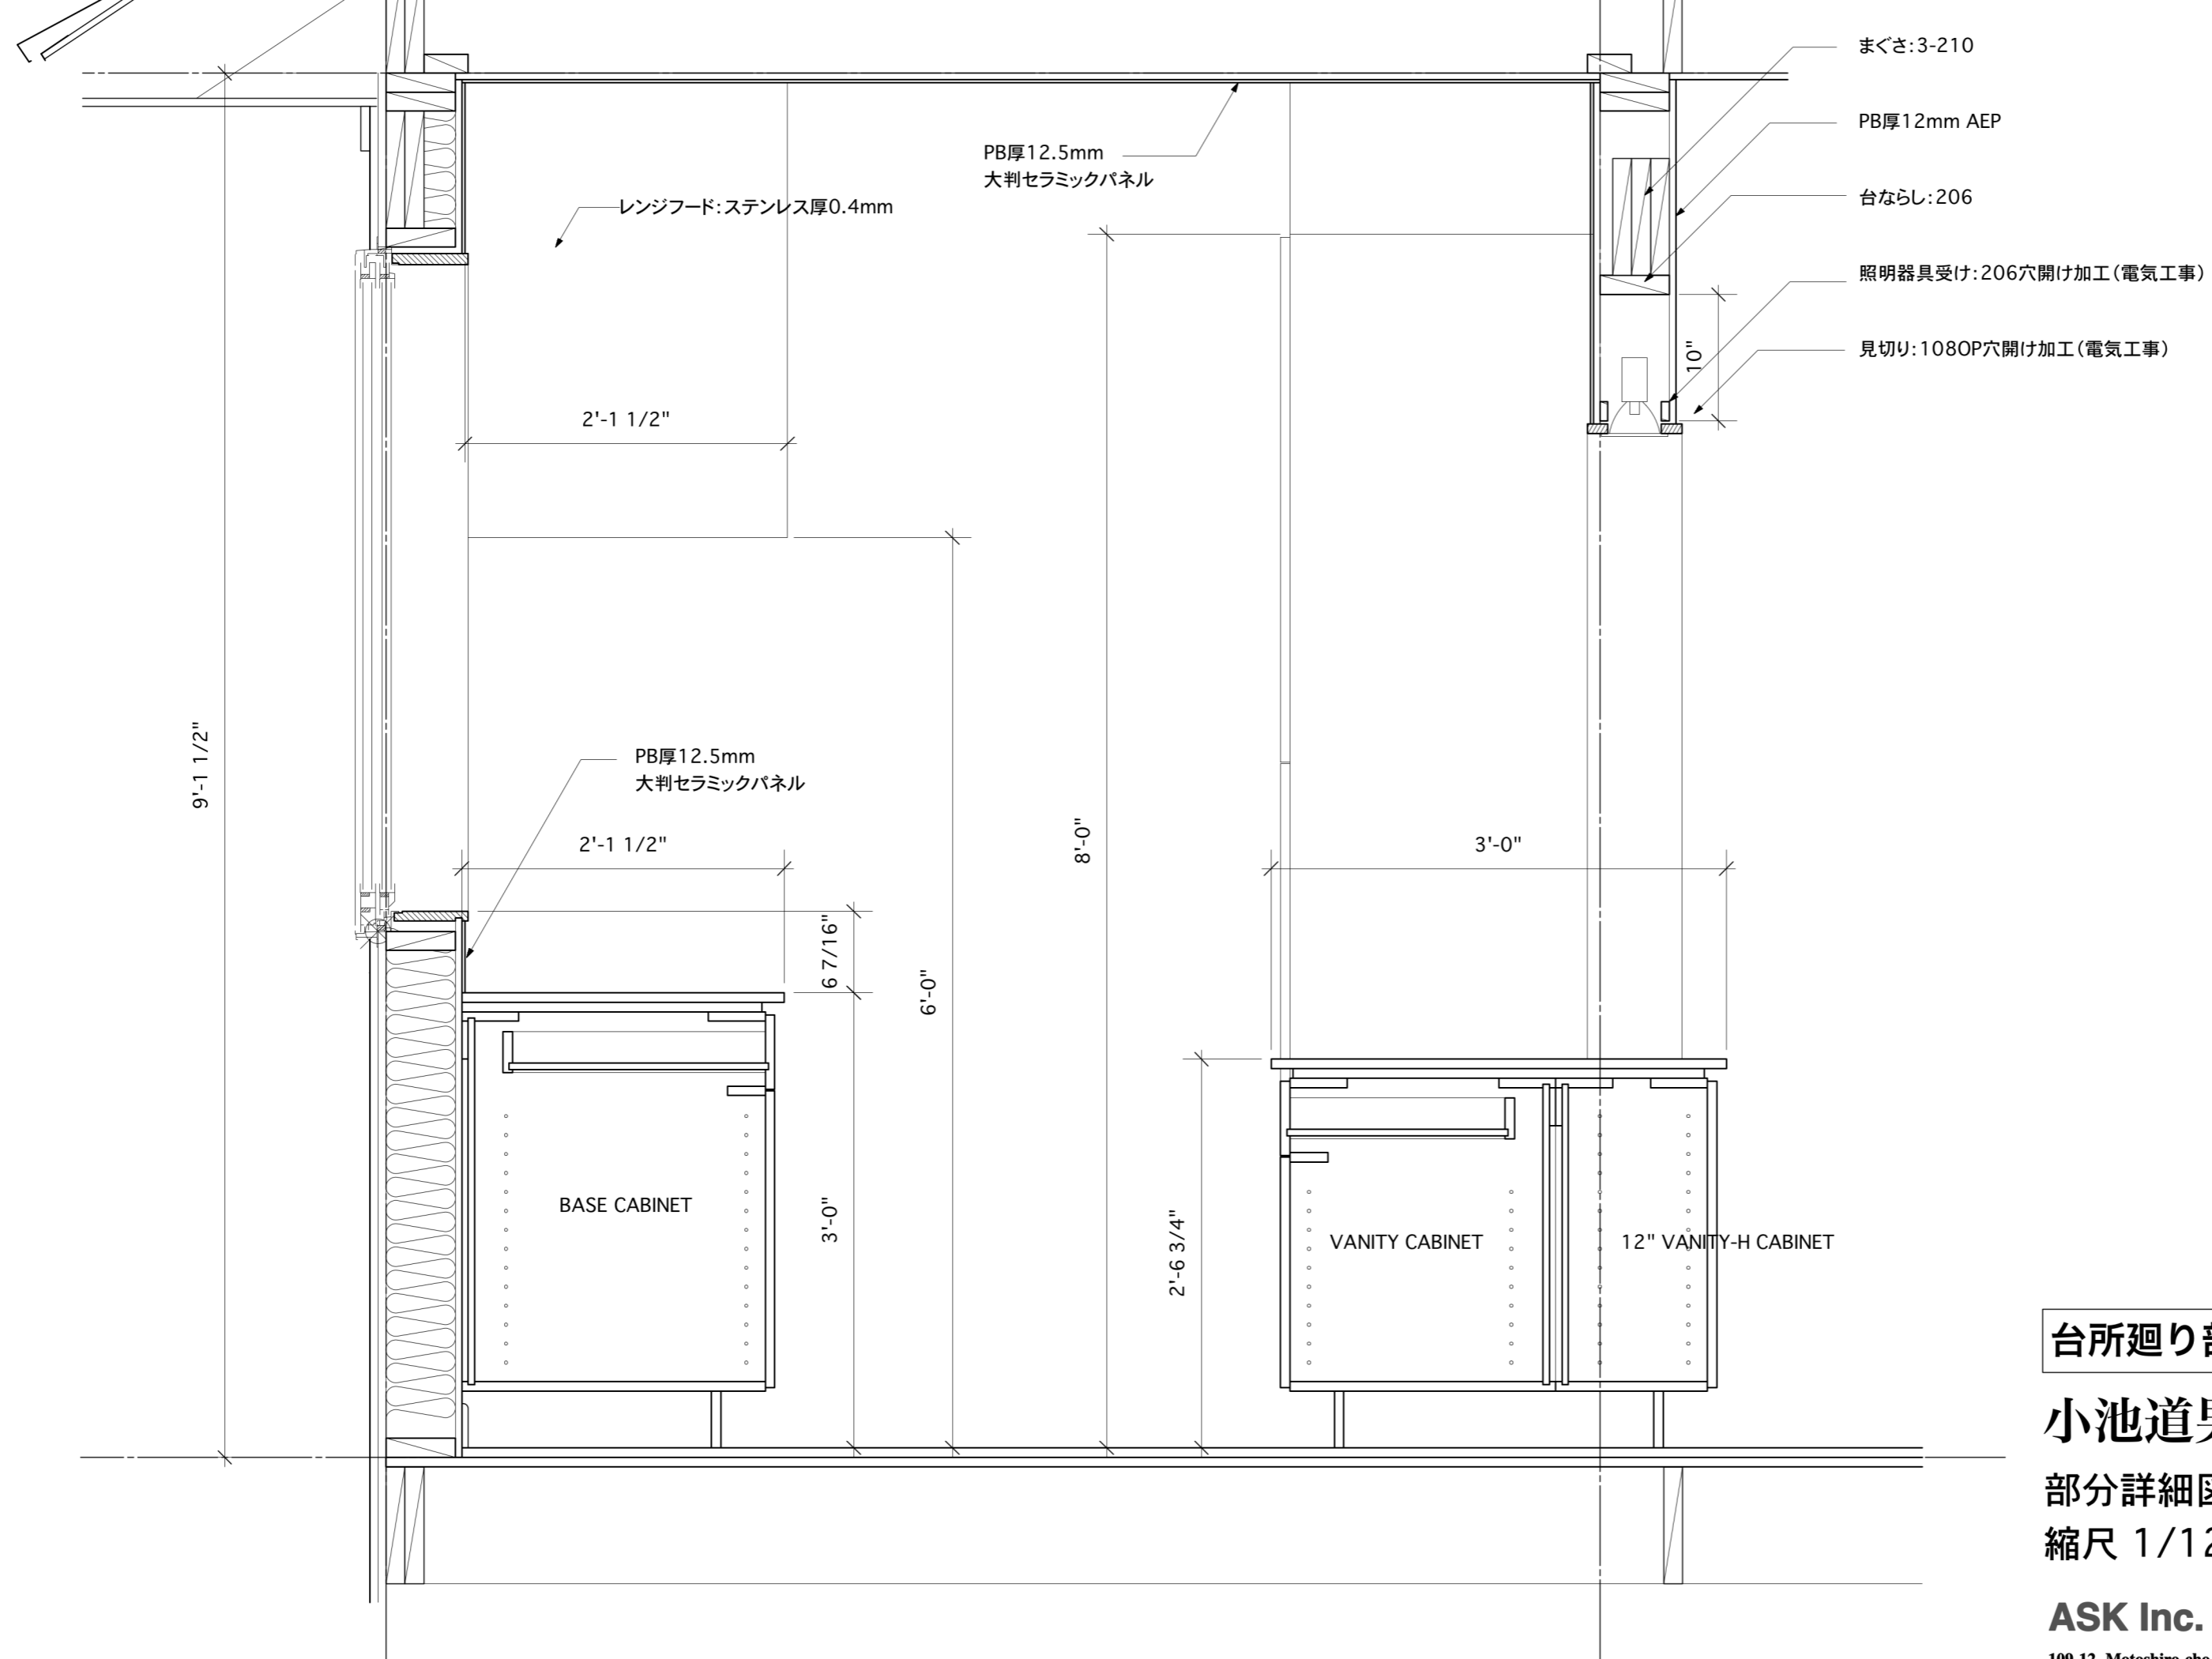 まぐさ:3-210
PB厚12mm AEP
PB厚12.5mm
大判セラミックパネル
台ならし:206
レンジフード:ステンレス厚0.4mm
照明器具受け:206穴開け加工(電気工事)
見切り:108OP穴開け加工(電気工事)
10"
2'-1 1/2"
9'-1 1/2"
PB厚12.5mm
大判セラミックパネル
2'-1 1/2"
8'-0"
3'-0"
6 7/16"
6'-0"
BASE CABINET
3'-0"
2'-6 3/4"
VANITY CABINET
12" VANITY-H CABINET
台所廻り
小池道
部分詳細図
縮尺 1/12
ASK Inc.
109-12, Motoshiro-cho